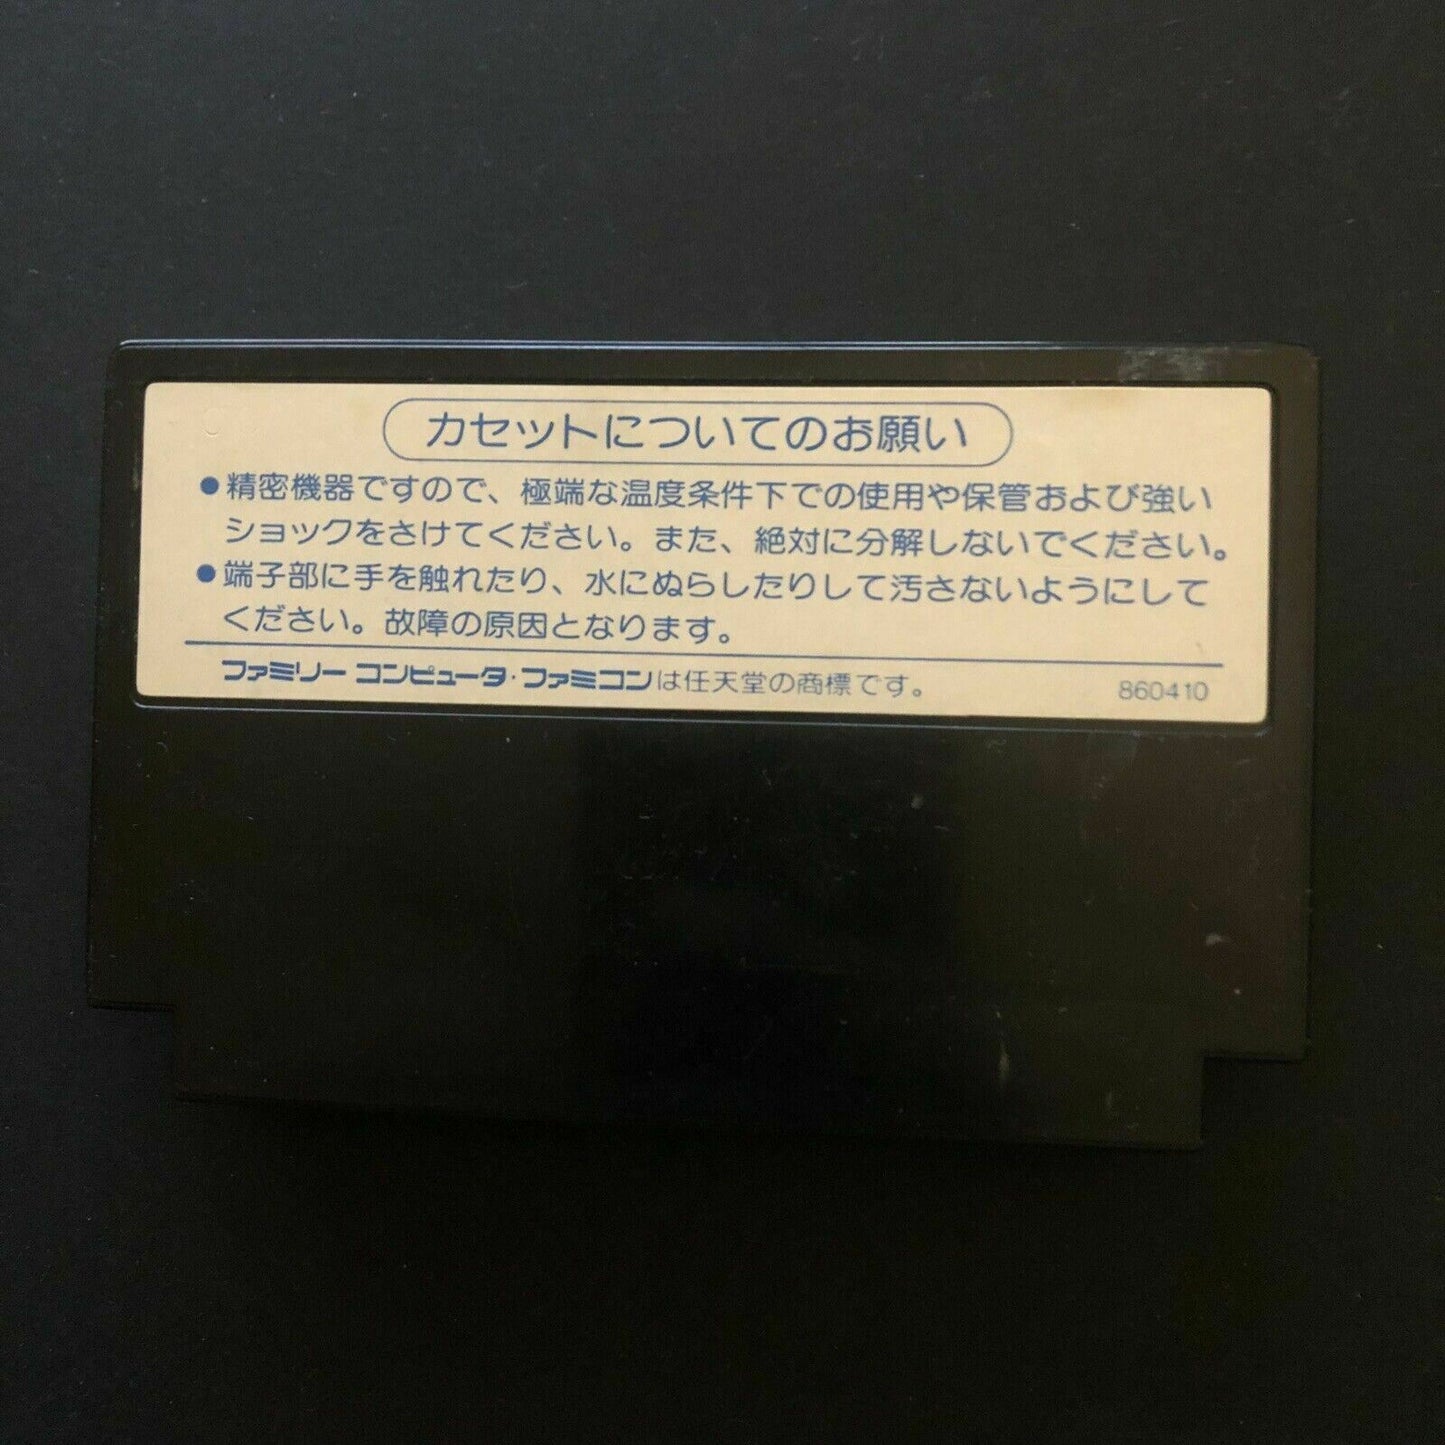 カセットについてのお願い
●精密機器ですので、極端な温度条件下での使用や保管および強い
ショックをさけてください。また、絶対に分解しないでください。
●端子部に手を触れたり、水にぬらしたりして汚さないようにして
ください。故障の原因となります。
ファミリー コンピュータ・ファミコンは任天堂の商標です。 860410